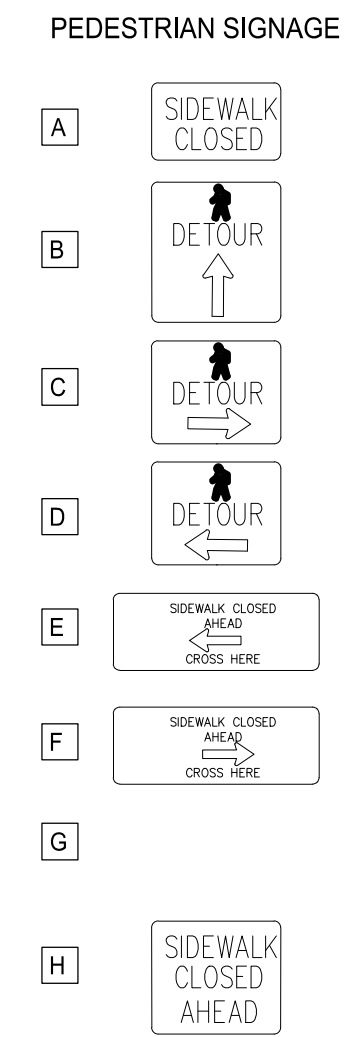 PEDESTRIAN SIGNAGE
A
SIDEWALK
CLOSED
B
DETOUR
C
DETOUR
D
DETOUR
E
SIDEWALK CLOSED
AHEAD
CROSS HERE
F
SIDEWALK CLOSED
AHEAD
CROSS HERE
G
H
SIDEWALK
CLOSED
AHEAD